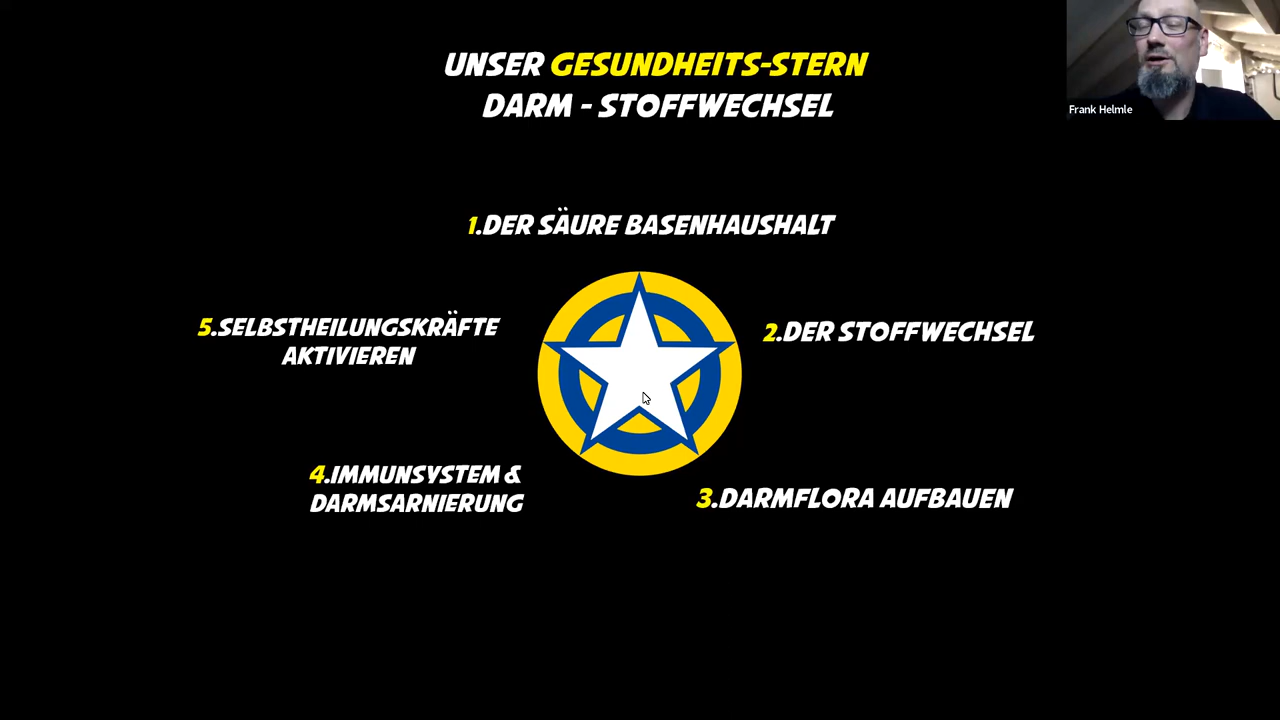 UNSER GESUNDHEITS-STERN
DARM - STOFFWECHSEL
Frank Helmle
1.DER SÄURE BASENHAUSHALT
2.DER STOFFWECHSEL
3.DARMFLORA AUFBAUEN
4.IMMUNSYSTEM &
DARMSARNIERUNG
5.SELBSTHEILUNGSKRÄFTE
AKTIVIEREN